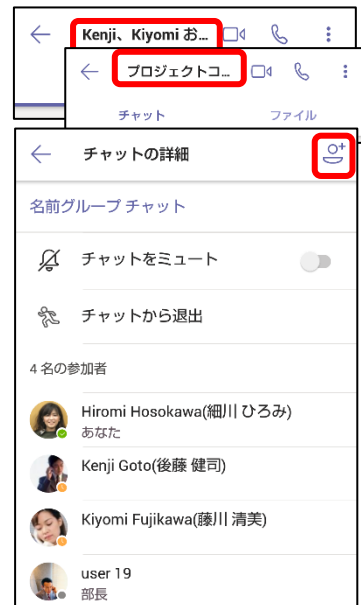 Kenji、Kiyomi お...
プロジェクトコ...
チャット ファイル
チャットの詳細
名前グループ チャット
チャットをミュート
チャットから退出
4 名の参加者
Hiromi Hosokawa(細川 ひろみ)
あなた
Kenji Goto(後藤 健司)
Kiyomi Fujikawa(藤川 清美)
user 19
部長